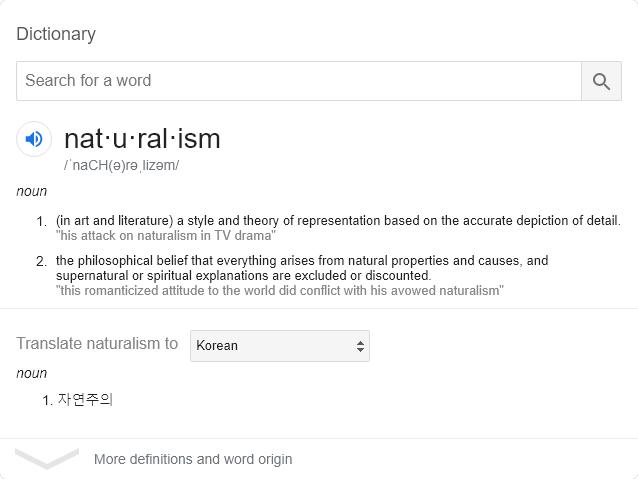 Dictionary
Search for a word
nat·u·ral·ism
/ˈnaCH(ə)rəˌlizəm/
noun
1. (in art and literature) a style and theory of representation based on the accurate depiction of detail.
"his attack on naturalism in TV drama"
2. the philosophical belief that everything arises from natural properties and causes, and
supernatural or spiritual explanations are excluded or discounted.
"this romanticized attitude to the world did conflict with his avowed naturalism"
Translate naturalism to Korean
noun
1. 자연주의
More definitions and word origin